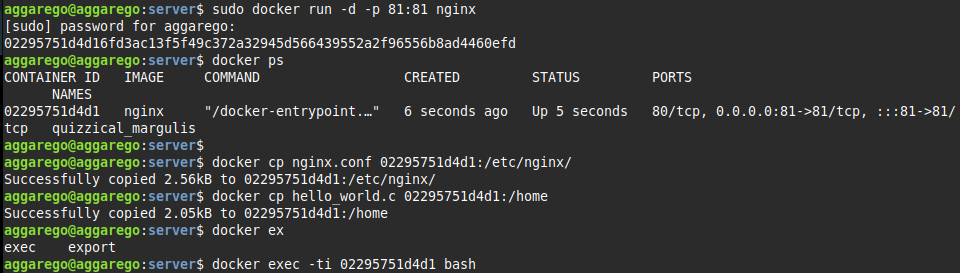 aggarego@aggarego:server$ sudo docker run -d -p 81:81 nginx
[sudo] password for aggarego:
02295751d4d16fd3ac13f5f49c372a32945d566439552a2f96556b8ad4460efd
aggarego@aggarego:server$ docker ps
CONTAINER ID   IMAGE     COMMAND                  CREATED         STATUS         PORTS
      NAMES
02295751d4d1   nginx     "/docker-entrypoint.…"   6 seconds ago   Up 5 seconds   80/tcp, 0.0.0.0:81->81/tcp, :::81->81/
tcp   quizzical_margulis
aggarego@aggarego:server$
aggarego@aggarego:server$ docker cp nginx.conf 02295751d4d1:/etc/nginx/
Successfully copied 2.56kB to 02295751d4d1:/etc/nginx/
aggarego@aggarego:server$ docker cp hello_world.c 02295751d4d1:/home
Successfully copied 2.05kB to 02295751d4d1:/home
aggarego@aggarego:server$ docker ex
exec    export
aggarego@aggarego:server$ docker exec -ti 02295751d4d1 bash